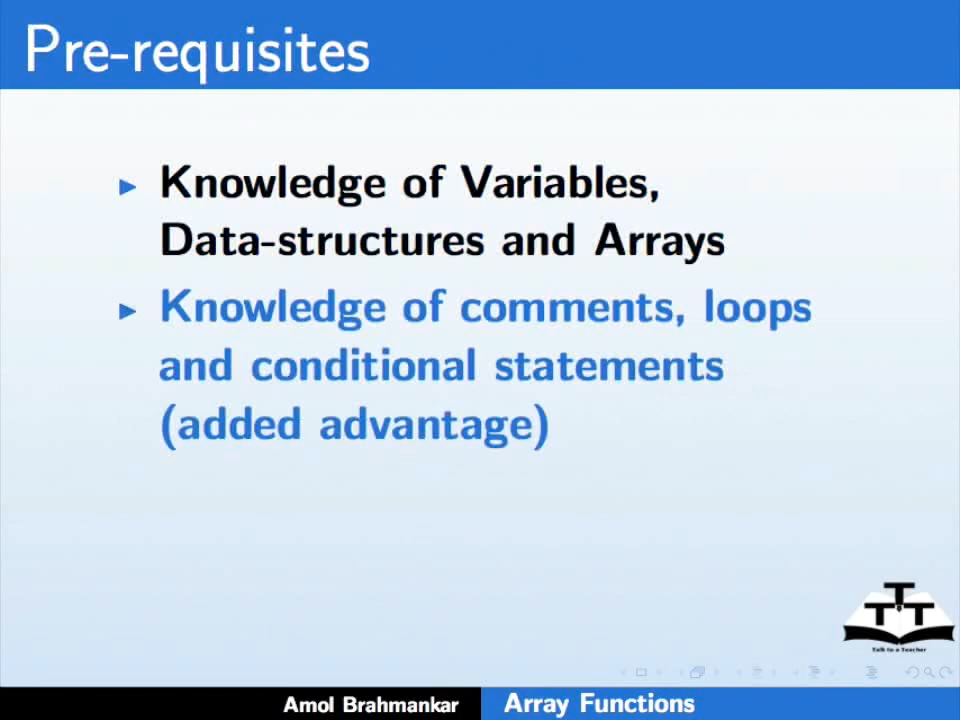 Pre-requisites
Knowledge of Variables,
Data-structures and Arrays
Knowledge of comments, loops
and conditional statements
(added advantage)
T
T T
Talk to a Teacher
Amol Brahmankar
Array Functions